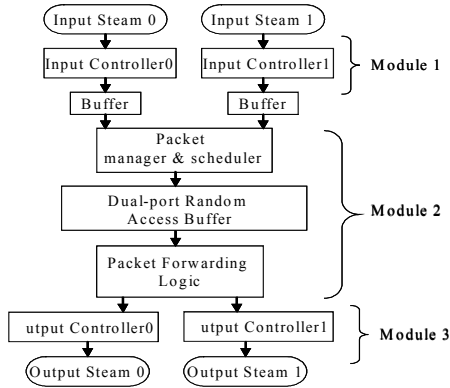 Input Steam 0
Input Steam 1
Input Controller0
Input Controller1
Module 1
Buffer
Buffer
Packet
manager & scheduler
Dual-port Random
Access Buffer
Module 2
Packet Forwarding
Logic
utput Controller0
utput Controller1
Module 3
Output Steam 0
Output Steam 1